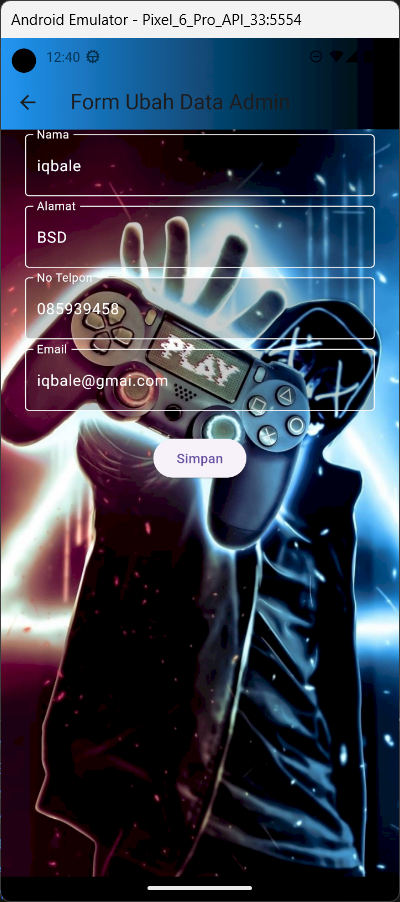 Android Emulator - Pixel_6_Pro_API_33:5554
12:40
Form Ubah Data Admin
Nama
iqbale
Alamat
BSD
No Telpon
085939458
Email
iqbale@gmai.com
PLAY
Simpan